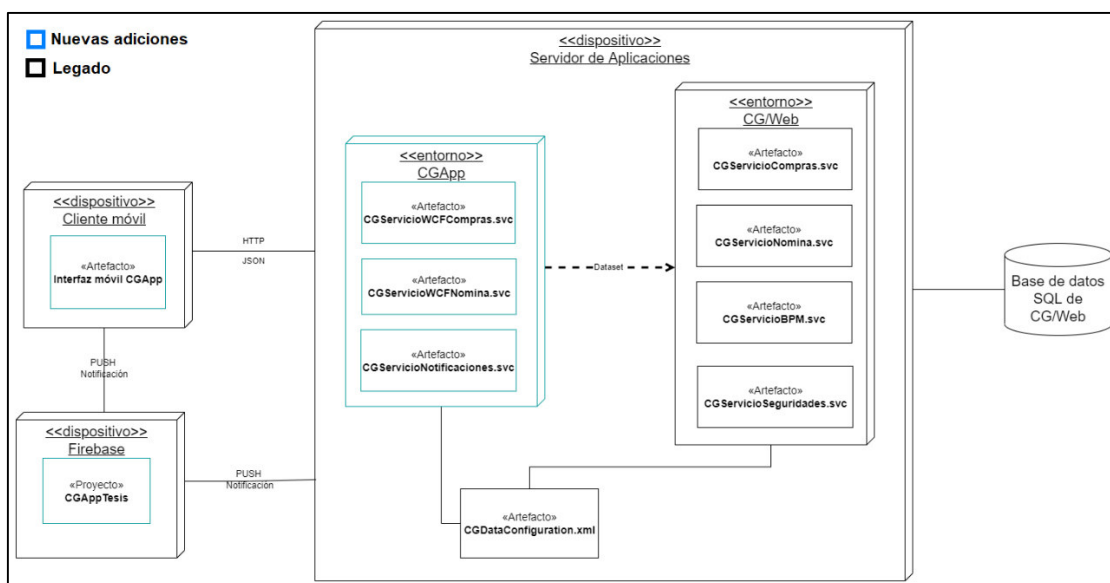 Nuevas adiciones
Legado
<<dispositivo>>
Servidor de Aplicaciones
<<entorno>>
CG/Web
«Artefacto»
CGServicioCompras.svc
«Artefacto»
CGServicioNomina.svc
«Artefacto»
CGServicioBPM.svc
«Artefacto»
CGServicioSeguridades.svc
<<entorno>>
CGApp
«Artefacto»
CGServicioWCFCompras.svc
«Artefacto»
CGServicioWCFNomina.svc
«Artefacto»
CGServicioNotificaciones.svc
Dataset
<<dispositivo>>
Cliente móvil
«Artefacto»
Interfaz móvil CGApp
HTTP
JSON
PUSH
Notificación
<<dispositivo>>
Firebase
«Proyecto»
CGAppTesis
PUSH
Notificación
«Artefacto»
CGDataConfiguration.xml
Base de datos
SQL de
CG/Web